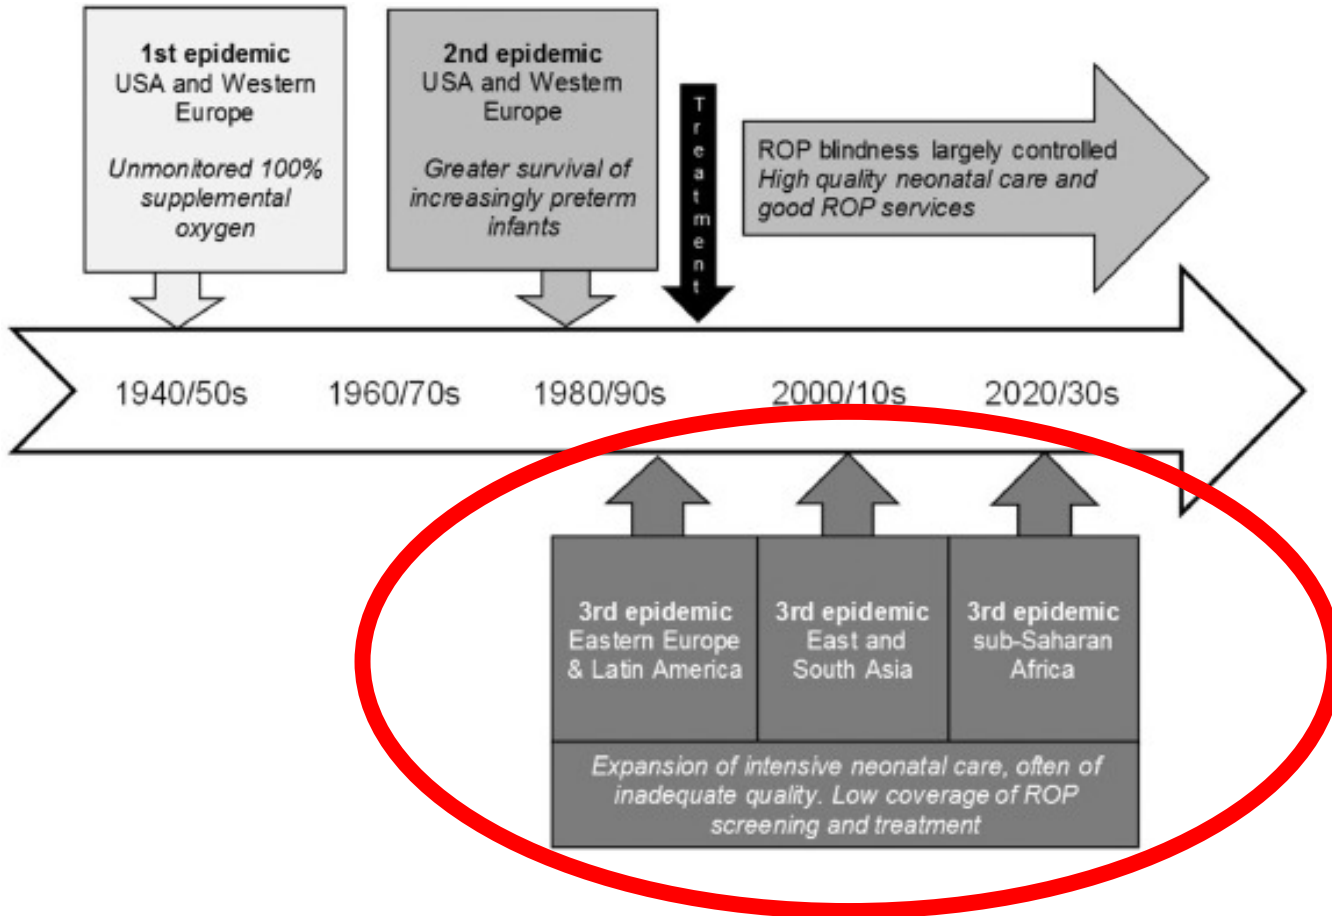 1st epidemic
USA and Western
Europe
Unmonitored 100%
supplemental
oxygen
2nd epidemic
USA and Western
Europe
Greater survival of
increasingly preterm
infants
Treatment
ROP blindness largely controlled
High quality neonatal care and
good ROP services
1940/50s
1960/70s
1980/90s
2000/10s
2020/30s
3rd epidemic
Eastern Europe
& Latin America
3rd epidemic
East and
South Asia
3rd epidemic
sub-Saharan
Africa
Expansion of intensive neonatal care, often of
inadequate quality. Low coverage of ROP
screening and treatment